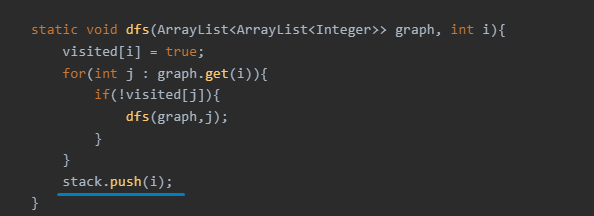 static void dfs(ArrayList<ArrayList<Integer>> graph, int i){
visited[i] = true;
for(int j : graph.get(i)){
if(!visited[j]){
dfs(graph,j);
}
}
stack.push(i);
}